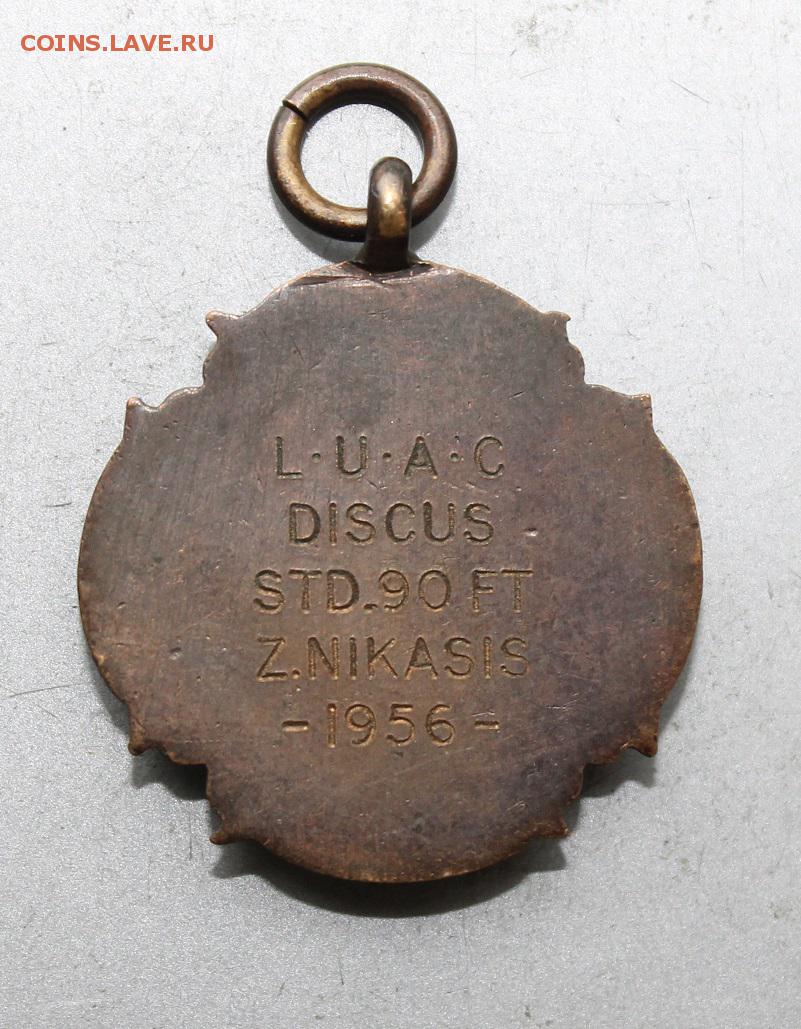 COINS.LAVE.RU
L·U·A·C
DISCUS
STD.90 FT
Z.NIKASIS
-1956-